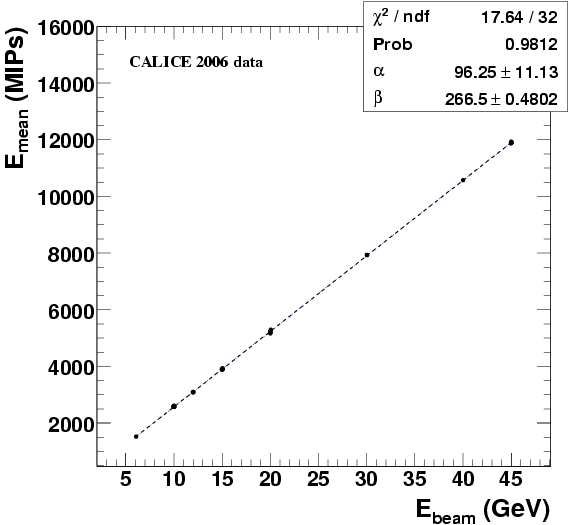 χ² / ndf 17.64 / 32
Prob 0.9812
α 96.25 ± 11.13
β 266.5 ± 0.4802
CALICE 2006 data
E_mean (MIPs)
16000
14000
12000
10000
8000
6000
4000
2000
5 10 15 20 25 30 35 40 45
E_beam (GeV)